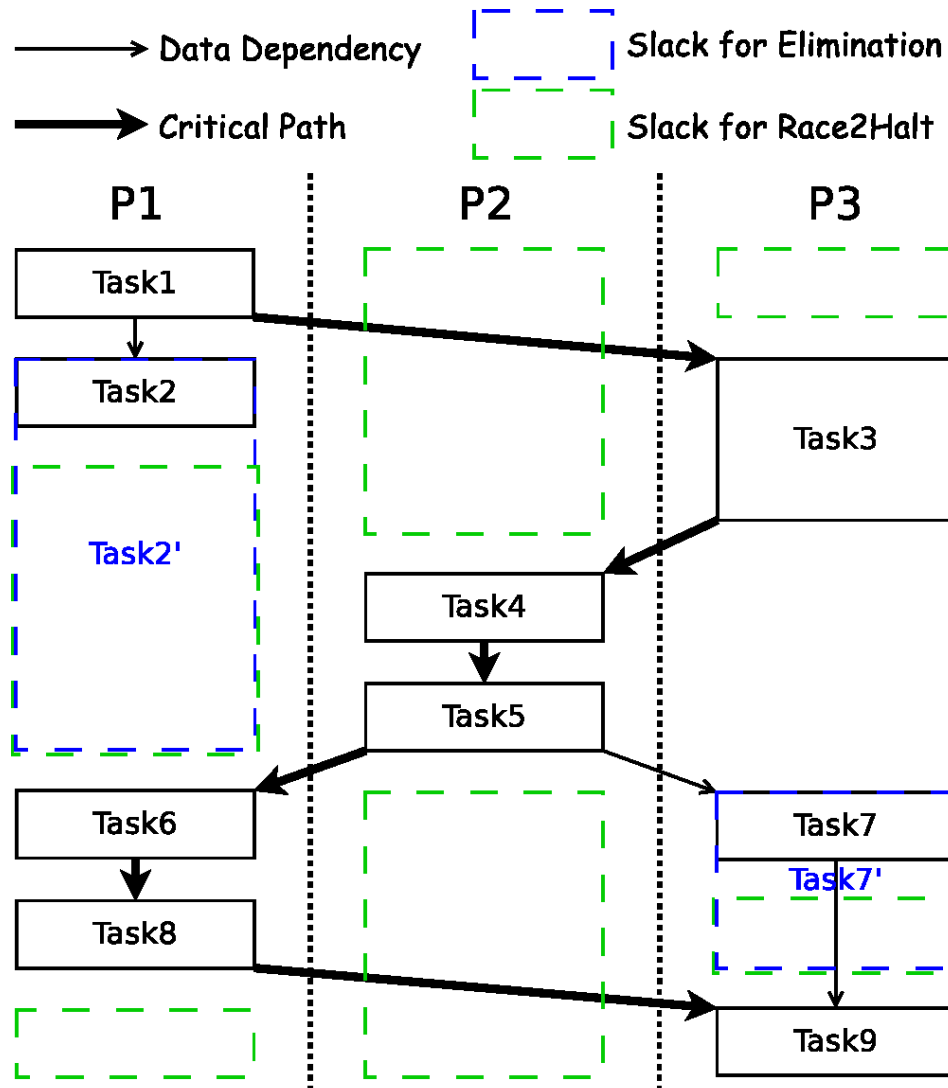 Data Dependency
Slack for Elimination
Critical Path
Slack for Race2Halt
P1
P2
P3
Task1
Task2
Task3
Task2'
Task4
Task5
Task6
Task7
Task7'
Task8
Task9